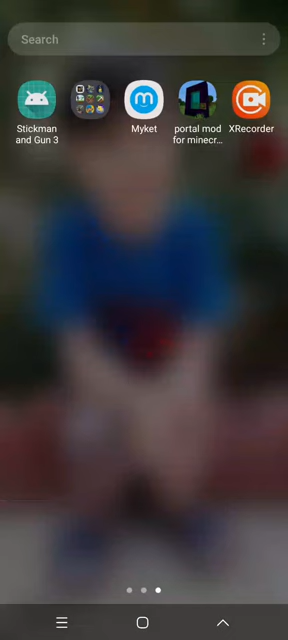 Search
Stickman
and Gun 3
Myket
portal mod
for minecr...
XRecorder